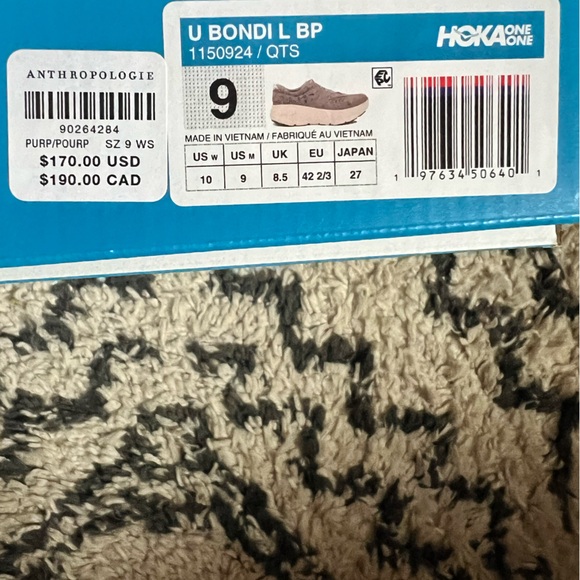 ANTHROPOLOGIE
90264284
PURP/POURP SZ 9 WS
$170.00 USD
$190.00 CAD
U BONDI L BP
1150924 / QTS
HOKA ONE ONE
9
MADE IN VIETNAM / FABRIQUÉ AU VIETNAM
US W US M UK EU JAPAN
10 9 8.5 42 2/3 27
1 97634 50640 1